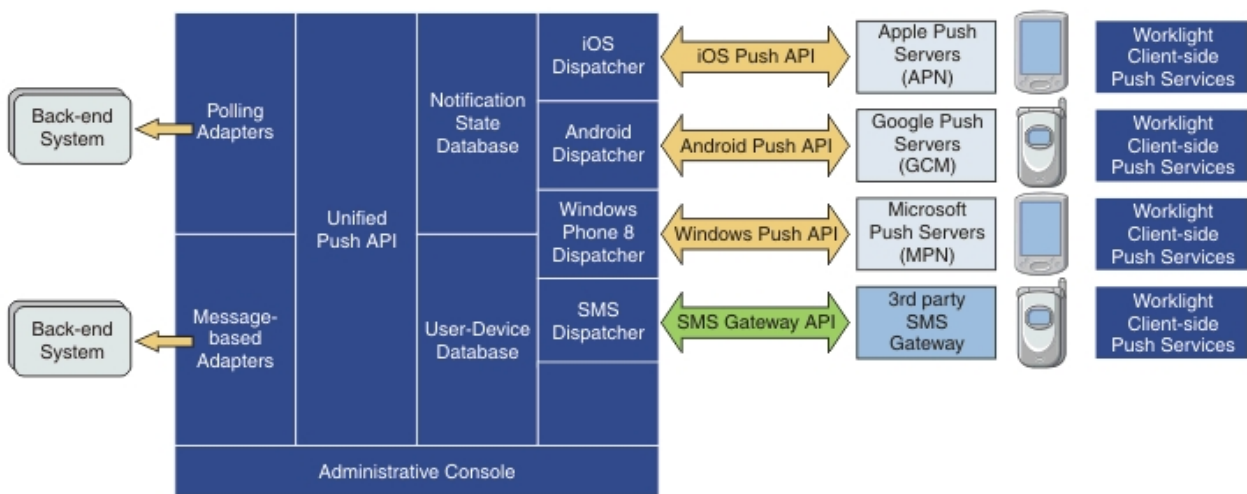 Back-end
System
Back-end
System
Polling
Adapters
Message-
based
Adapters
Unified
Push API
Notification
State
Database
User-Device
Database
iOS
Dispatcher
Android
Dispatcher
Windows
Phone 8
Dispatcher
SMS
Dispatcher
Administrative Console
iOS Push API
Android Push API
Windows Push API
SMS Gateway API
Apple Push
Servers
(APN)
Google Push
Servers
(GCM)
Microsoft
Push Servers
(MPN)
3rd party
SMS
Gateway
Worklight
Client-side
Push Services
Worklight
Client-side
Push Services
Worklight
Client-side
Push Services
Worklight
Client-side
Push Services